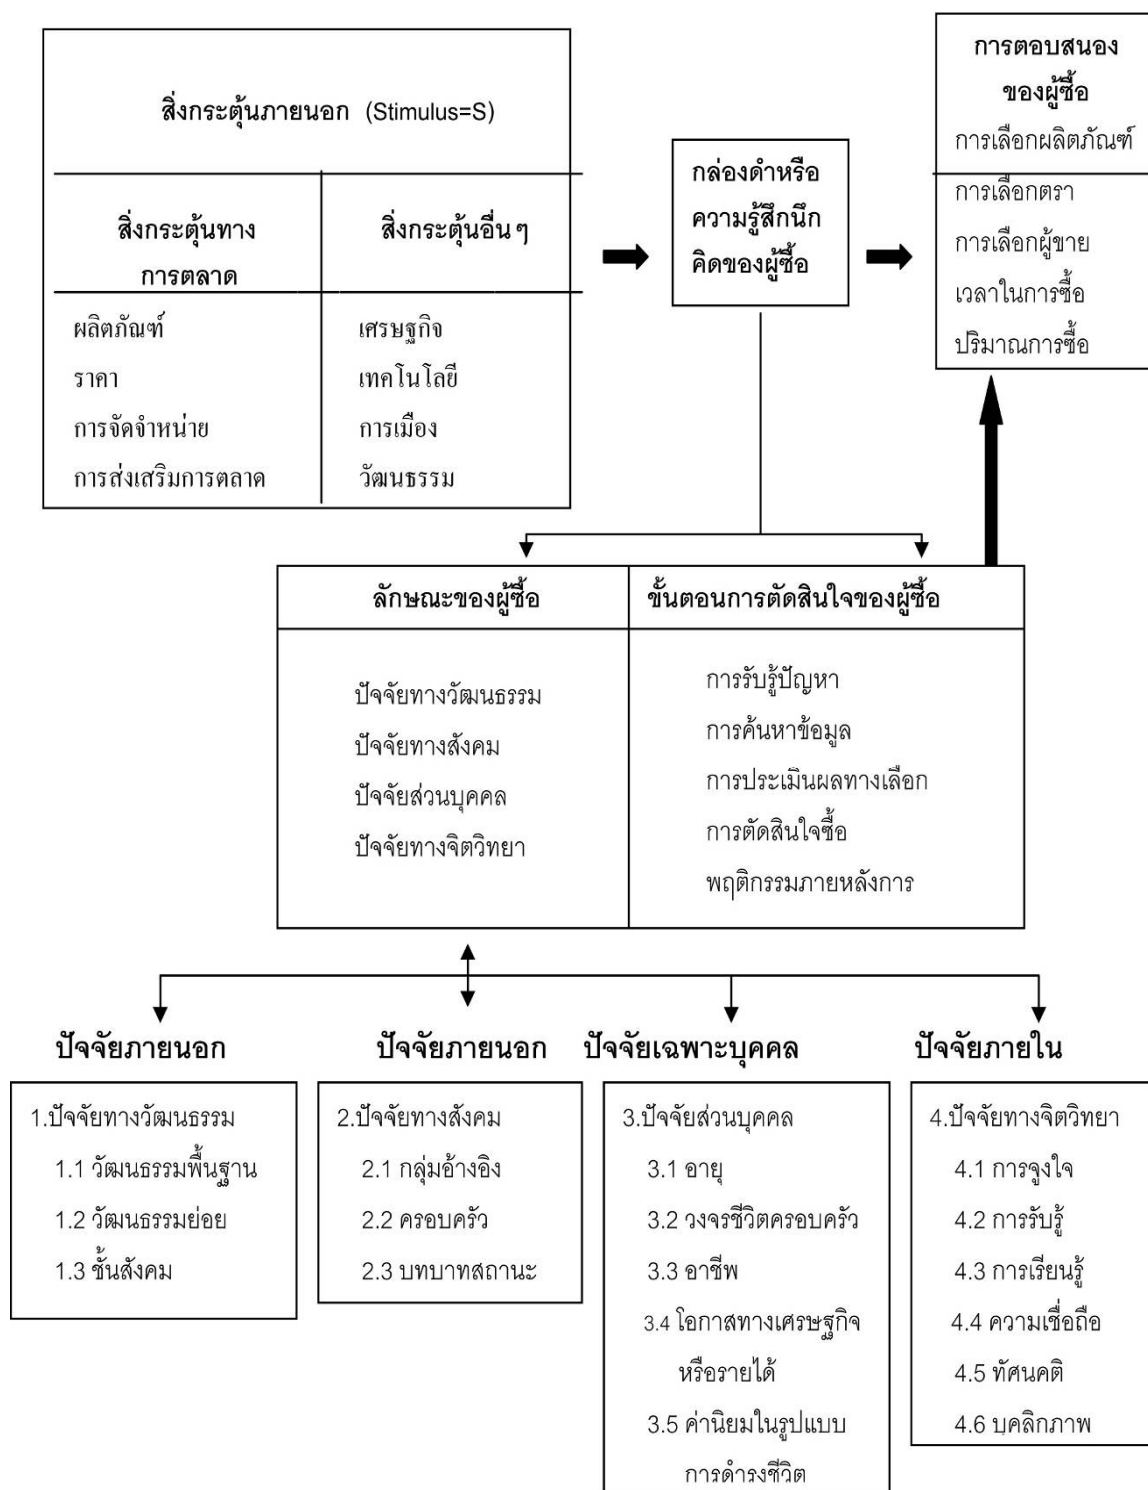 สิ่งกระตุ้นภายนอก (Stimulus=S)
สิ่งกระตุ้นทาง
การตลาด
สิ่งกระตุ้นอื่นๆ
ผลิตภัณฑ์
ราคา
การจัดจำหน่าย
การส่งเสริมการตลาด
เศรษฐกิจ
เทคโนโลยี
การเมือง
วัฒนธรรม
กล่องดำหรือ
ความรู้สึกนึก
คิดของผู้ซื้อ
การตอบสนอง
ของผู้ซื้อ
การเลือกผลิตภัณฑ์
การเลือกตรา
การเลือกผู้ขาย
เวลาในการซื้อ
ปริมาณการซื้อ
ลักษณะของผู้ซื้อ
ปัจจัยทางวัฒนธรรม
ปัจจัยทางสังคม
ปัจจัยส่วนบุคคล
ปัจจัยทางจิตวิทยา
ขั้นตอนการตัดสินใจของผู้ซื้อ
การรับรู้ปัญหา
การค้นหาข้อมูล
การประเมินผลทางเลือก
การตัดสินใจซื้อ
พฤติกรรมภายหลังการ
ปัจจัยภายนอก
1.ปัจจัยทางวัฒนธรรม
1.1 วัฒนธรรมพื้นฐาน
1.2 วัฒนธรรมย่อย
1.3 ชั้นสังคม
ปัจจัยภายนอก
2.ปัจจัยทางสังคม
2.1 กลุ่มอ้างอิง
2.2 ครอบครัว
2.3 บทบาทสถานะ
ปัจจัยเฉพาะบุคคล
3.ปัจจัยส่วนบุคคล
3.1 อายุ
3.2 วงจรชีวิตครอบครัว
3.3 อาชีพ
3.4 โอกาสทางเศรษฐกิจ
หรือรายได้
3.5 ค่านิยมในรูปแบบ
การดำรงชีวิต
ปัจจัยภายใน
4.ปัจจัยทางจิตวิทยา
4.1 การจูงใจ
4.2 การรับรู้
4.3 การเรียนรู้
4.4 ความเชื่อถือ
4.5 ทัศนคติ
4.6 บุคลิกภาพ